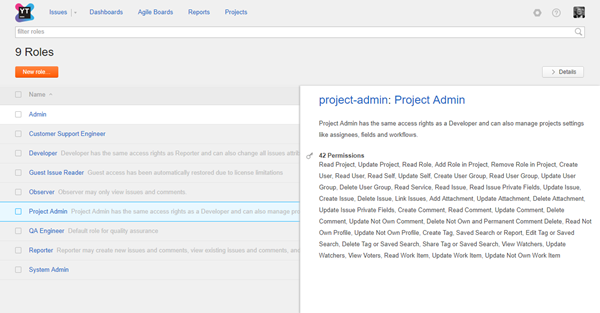 YT
Issues
Dashboards
Agile Boards
Reports
Projects
filter roles
9 Roles
New role...
Details
Name
Admin
Customer Support Engineer
Developer Developer has the same access rights as Reporter and can also change all issues attrib
Guest Issue Reader Guest access has been automatically restored due to license limitations
Observer Observer may only view issues and comments.
Project Admin Project Admin has the same access rights as a Developer and can also manage pro
QA Engineer Default role for quality assurance
Reporter Reporter may create new issues and comments, view existing issues and comments, and
System Admin
project-admin: Project Admin
Project Admin has the same access rights as a Developer and can also manage projects settings
like assignees, fields and workflows.
42 Permissions
Read Project, Update Project, Read Role, Add Role in Project, Remove Role in Project, Create
User, Read User, Read Self, Update Self, Create User Group, Read User Group, Update User
Group, Delete User Group, Read Service, Read Issue, Read Issue Private Fields, Update Issue,
Create Issue, Delete Issue, Link Issues, Add Attachment, Update Attachment, Delete Attachment,
Update Issue Private Fields, Create Comment, Read Comment, Update Comment, Delete
Comment, Update Not Own Comment, Delete Not Own and Permanent Comment Delete, Read Not
Own Profile, Update Not Own Profile, Create Tag, Saved Search or Report, Edit Tag or Saved
Search, Delete Tag or Saved Search, Share Tag or Saved Search, View Watchers, Update
Watchers, View Voters, Read Work Item, Update Work Item, Update Not Own Work Item